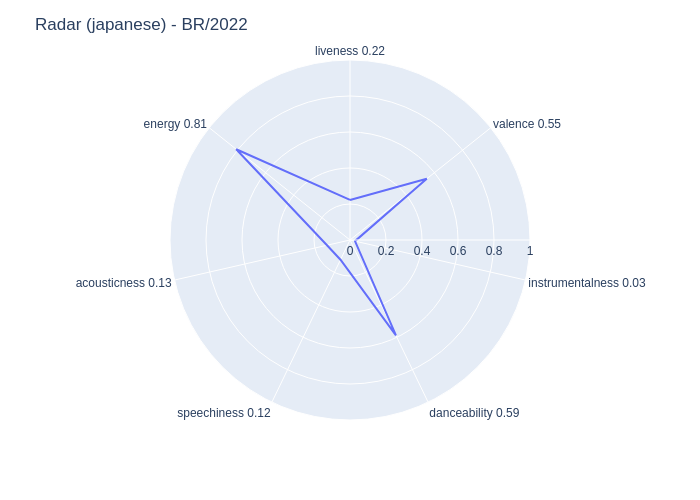 Radar (japanese) - BR/2022
liveness 0.22
energy 0.81
valence 0.55
0 0.2 0.4 0.6 0.8 1
acousticness 0.13
instrumentalness 0.03
speechiness 0.12
danceability 0.59